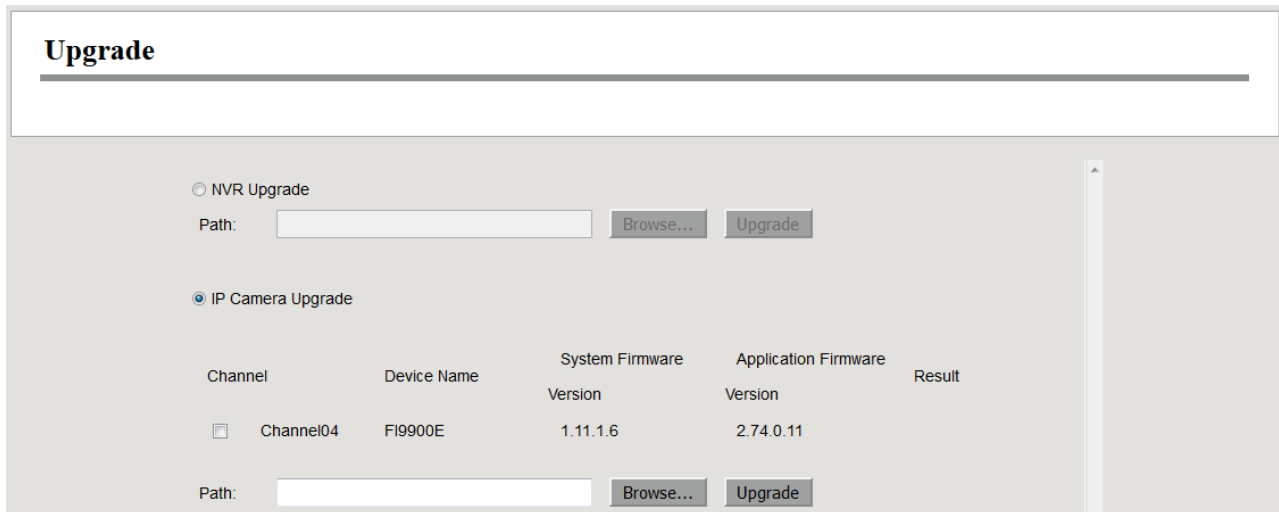 Upgrade
NVR Upgrade
Path: Browse... Upgrade
IP Camera Upgrade
Channel Device Name System Firmware Version Application Firmware Version Result
Channel04 FI9900E 1.11.1.6 2.74.0.11
Path: Browse... Upgrade